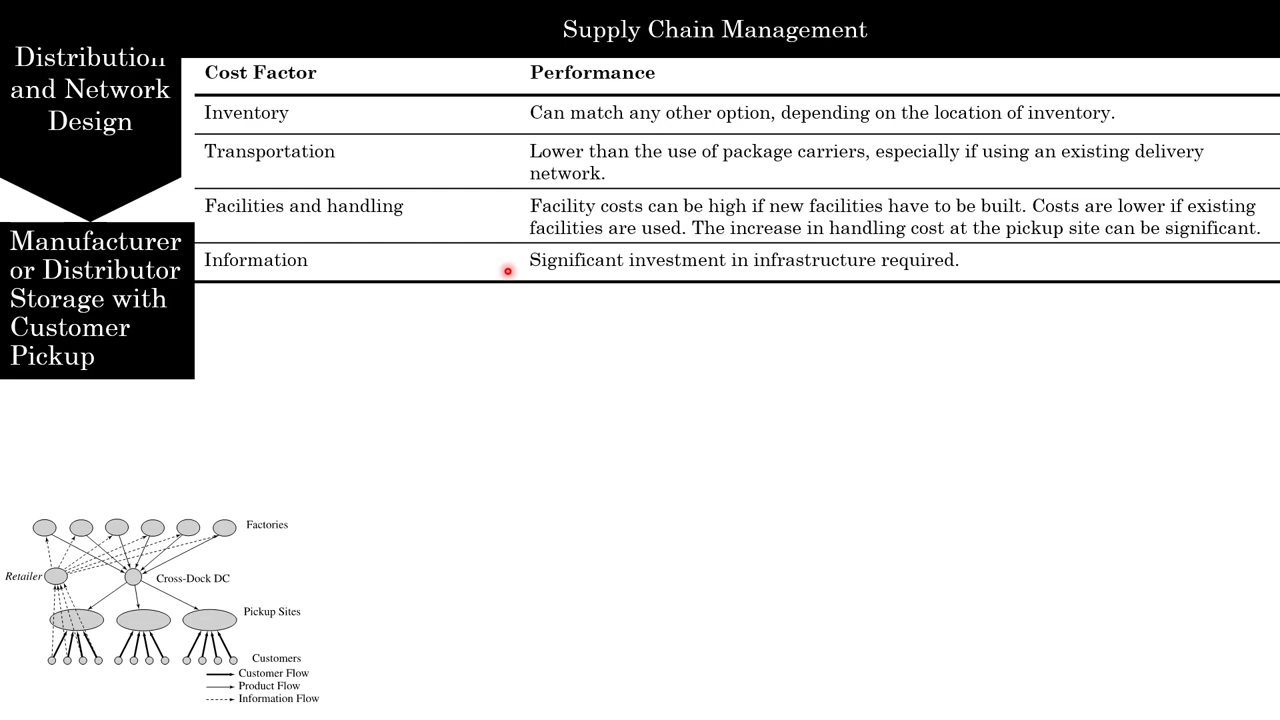 Supply Chain Management
Distribution
and Network
Design
Manufacturer
or Distributor
Storage with
Customer
Pickup
Cost Factor Performance
Inventory Can match any other option, depending on the location of inventory.
Transportation Lower than the use of package carriers, especially if using an existing delivery
network.
Facilities and handling Facility costs can be high if new facilities have to be built. Costs are lower if existing
facilities are used. The increase in handling cost at the pickup site can be significant.
Information Significant investment in infrastructure required.
Factories
Retailer
Cross-Dock DC
Pickup Sites
Customers
Customer Flow
Product Flow
Information Flow